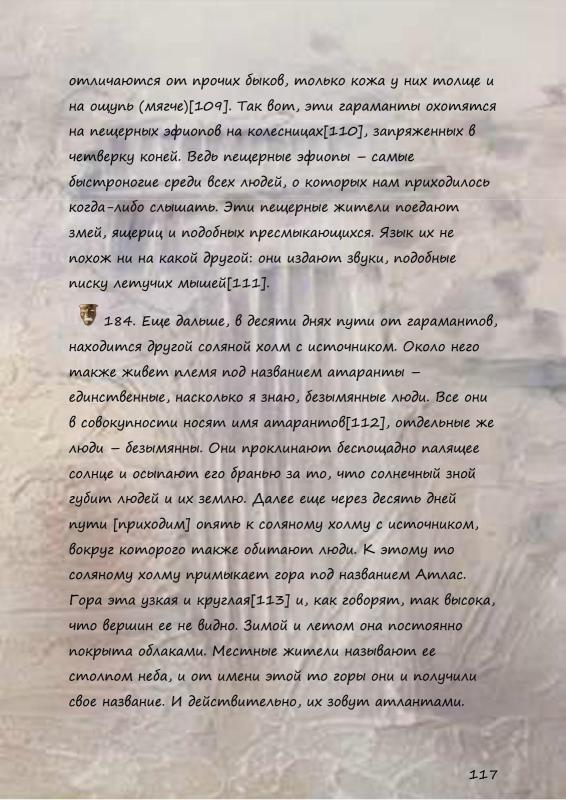 отличаются от прочих быков, только кожа у них толще и
на ощупь (мягче)[109]. Так вот, эти гараманты охотятся
на пещерных эфиопов на колесницах[110], запряженных в
четверку коней. Ведь пещерные эфиопы – самые
быстроногие среди всех людей, о которых нам приходилось
когда-либо слышать. Эти пещерные жители поедают
змей, ящериц и подобных пресмыкающихся. Язык их не
похож ни на какой другой: они издают звуки, подобные
писку летучих мышей[111].
184. Еще дальше, в десяти днях пути от гарамантов,
находится другой соляной холм с источником. Около него
также живет племя под названием атаранты –
единственные, насколько я знаю, безымянные люди. Все они
в совокупности носят имя атарантов[112], отдельные же
люди – безымянны. Они проклинают беспощадно палящее
солнце и осыпают его бранью за то, что солнечный зной
губит людей и их землю. Далее еще через десять дней
пути [приходим] опять к соляному холму с источником,
вокруг которого также обитают люди. К этому то
соляному холму примыкает гора под названием Атлас.
Гора эта узкая и круглая[113] и, как говорят, так высока,
что вершин ее не видно. Зимой и летом она постоянно
покрыта облаками. Местные жители называют ее
столпом неба, и от имени этой то горы они и получили
свое название. И действительно, их зовут атлантами.
117